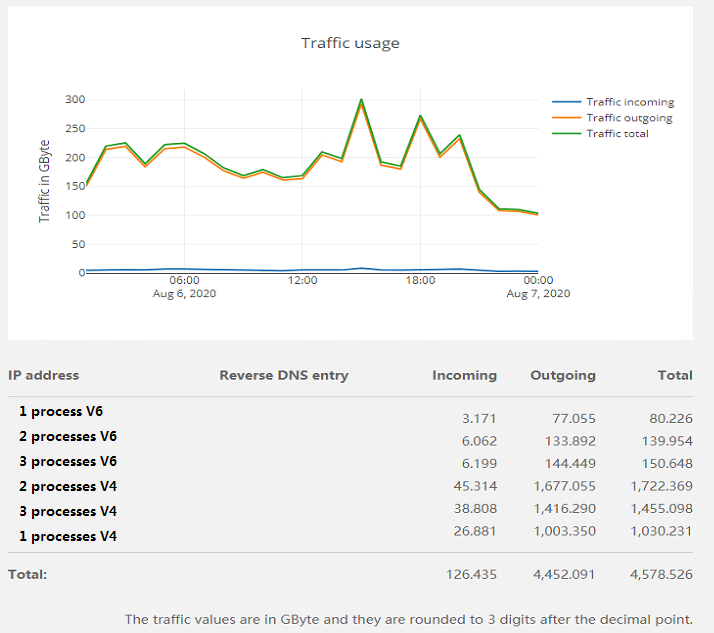 Traffic usage
Traffic in GByte
300
250
200
150
100
50
0
06:00 12:00 18:00 00:00
Aug 6, 2020 Aug 7, 2020
Traffic incoming
Traffic outgoing
Traffic total
IP address Reverse DNS entry Incoming Outgoing Total
1 process V6 3.171 77.055 80.226
2 processes V6 6.062 133.892 139.954
3 processes V6 6.199 144.449 150.648
2 processes V4 45.314 1,677.055 1,722.369
3 processes V4 38.808 1,416.290 1,455.098
1 processes V4 26.881 1,003.350 1,030.231
Total: 126.435 4,452.091 4,578.526
The traffic values are in GByte and they are rounded to 3 digits after the decimal point.